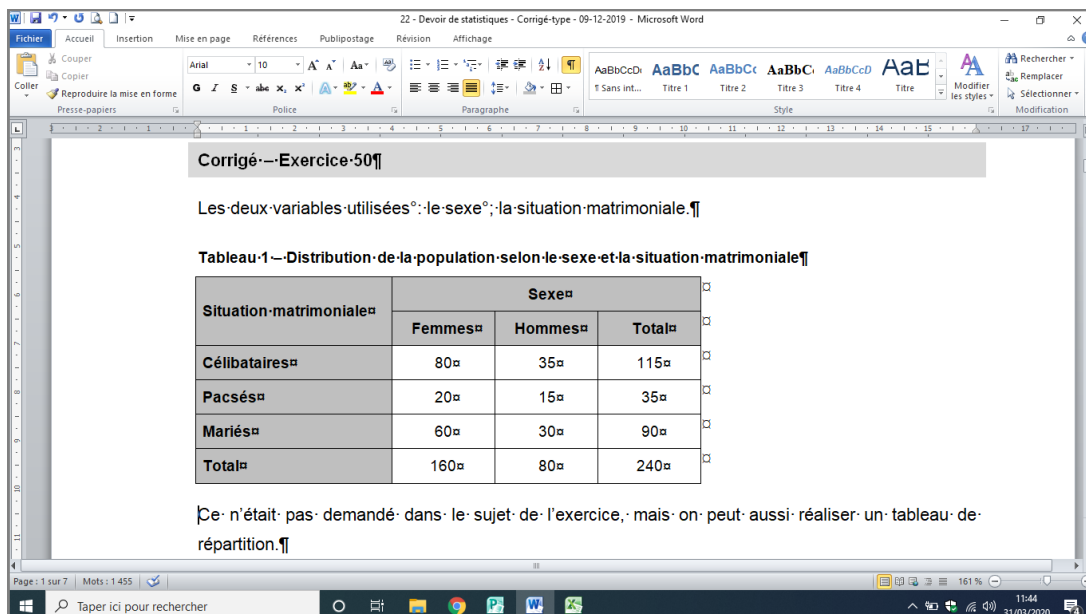 22 - Devoir de statistiques - Corrigé-type - 09-12-2019 - Microsoft Word
Fichier Accueil Insertion Mise en page Références Publipostage Révision Affichage
Coller
Couper
Copier
Reproduire la mise en forme
Presse-papiers
Arial 10
G I S abc x₂ x² A
Police
Paragraphe
AaBbCcDı AaBbC AaBbCc AaBbC AaBbCcD AaB
¶ Sans int... Titre 1 Titre 2 Titre 3 Titre 4 Titre
Modifier
les styles
Style
Rechercher
Remplacer
Sélectionner
Modification
Corrigé·–·Exercice·50¶
Les·deux·variables·utilisées°:·le·sexe°;·la·situation·matrimoniale.¶
Tableau·1·–·Distribution·de·la·population·selon·le·sexe·et·la·situation·matrimoniale¶
Situation·matrimoniale¤ Sexe¤ ¤
Femmes¤ Hommes¤ Total¤ ¤
Célibataires¤ 80¤ 35¤ 115¤ ¤
Pacsés¤ 20¤ 15¤ 35¤ ¤
Mariés¤ 60¤ 30¤ 90¤ ¤
Total¤ 160¤ 80¤ 240¤ ¤
Ce· n'était· pas· demandé· dans· le· sujet· de· l'exercice,· mais· on· peut· aussi· réaliser· un· tableau· de·
répartition.¶
Page : 1 sur 7 Mots : 1 455 161 %
Taper ici pour rechercher
11:44
31/03/2020